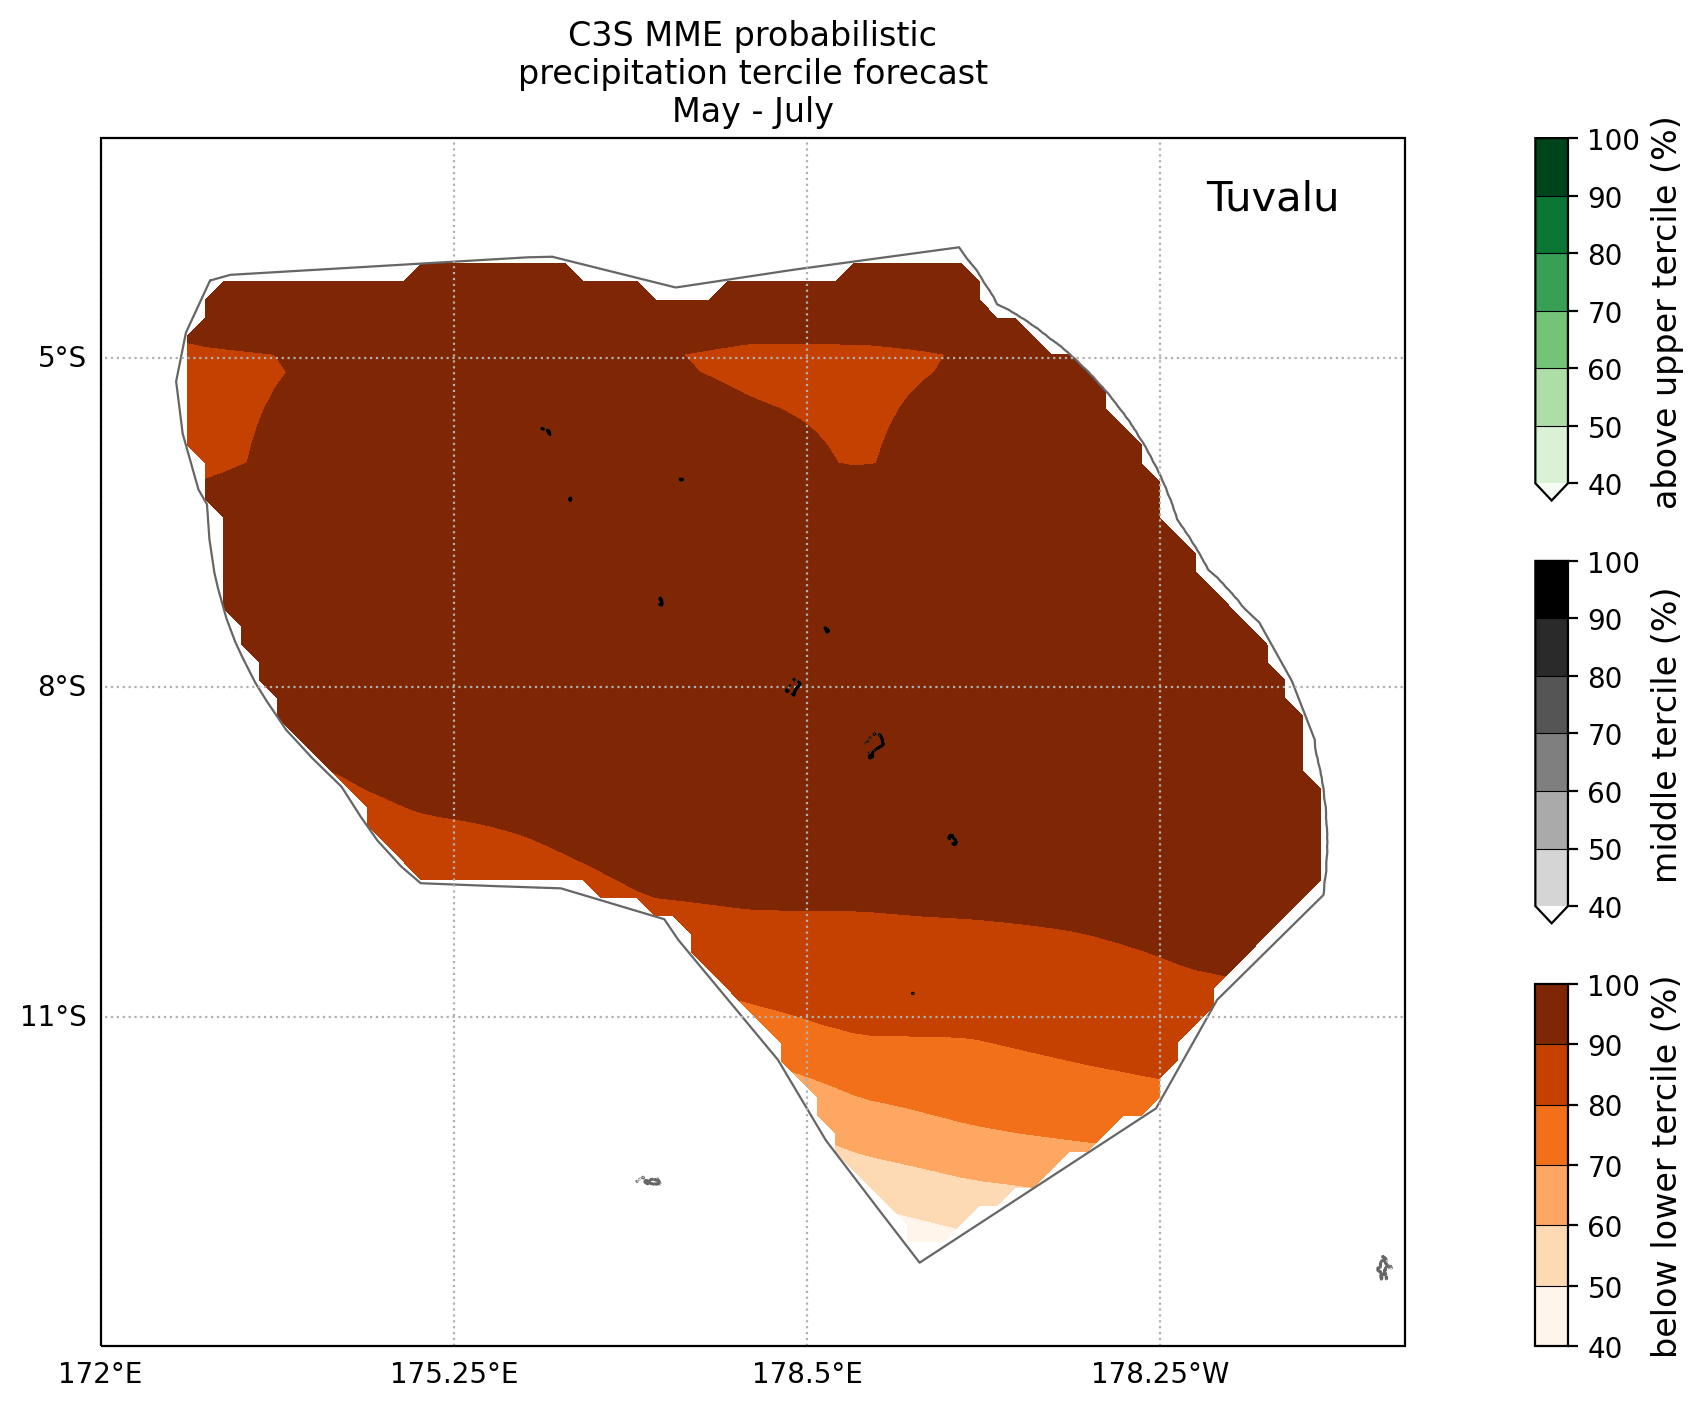 C3S MME probabilistic
precipitation tercile forecast
May - July
Tuvalu
5°S
8°S
11°S
172°E
175.25°E
178.5°E
178.25°W
100
90
80
70
60
50
40
above upper tercile (%)
100
90
80
70
60
50
40
middle tercile (%)
100
90
80
70
60
50
40
below lower tercile (%)